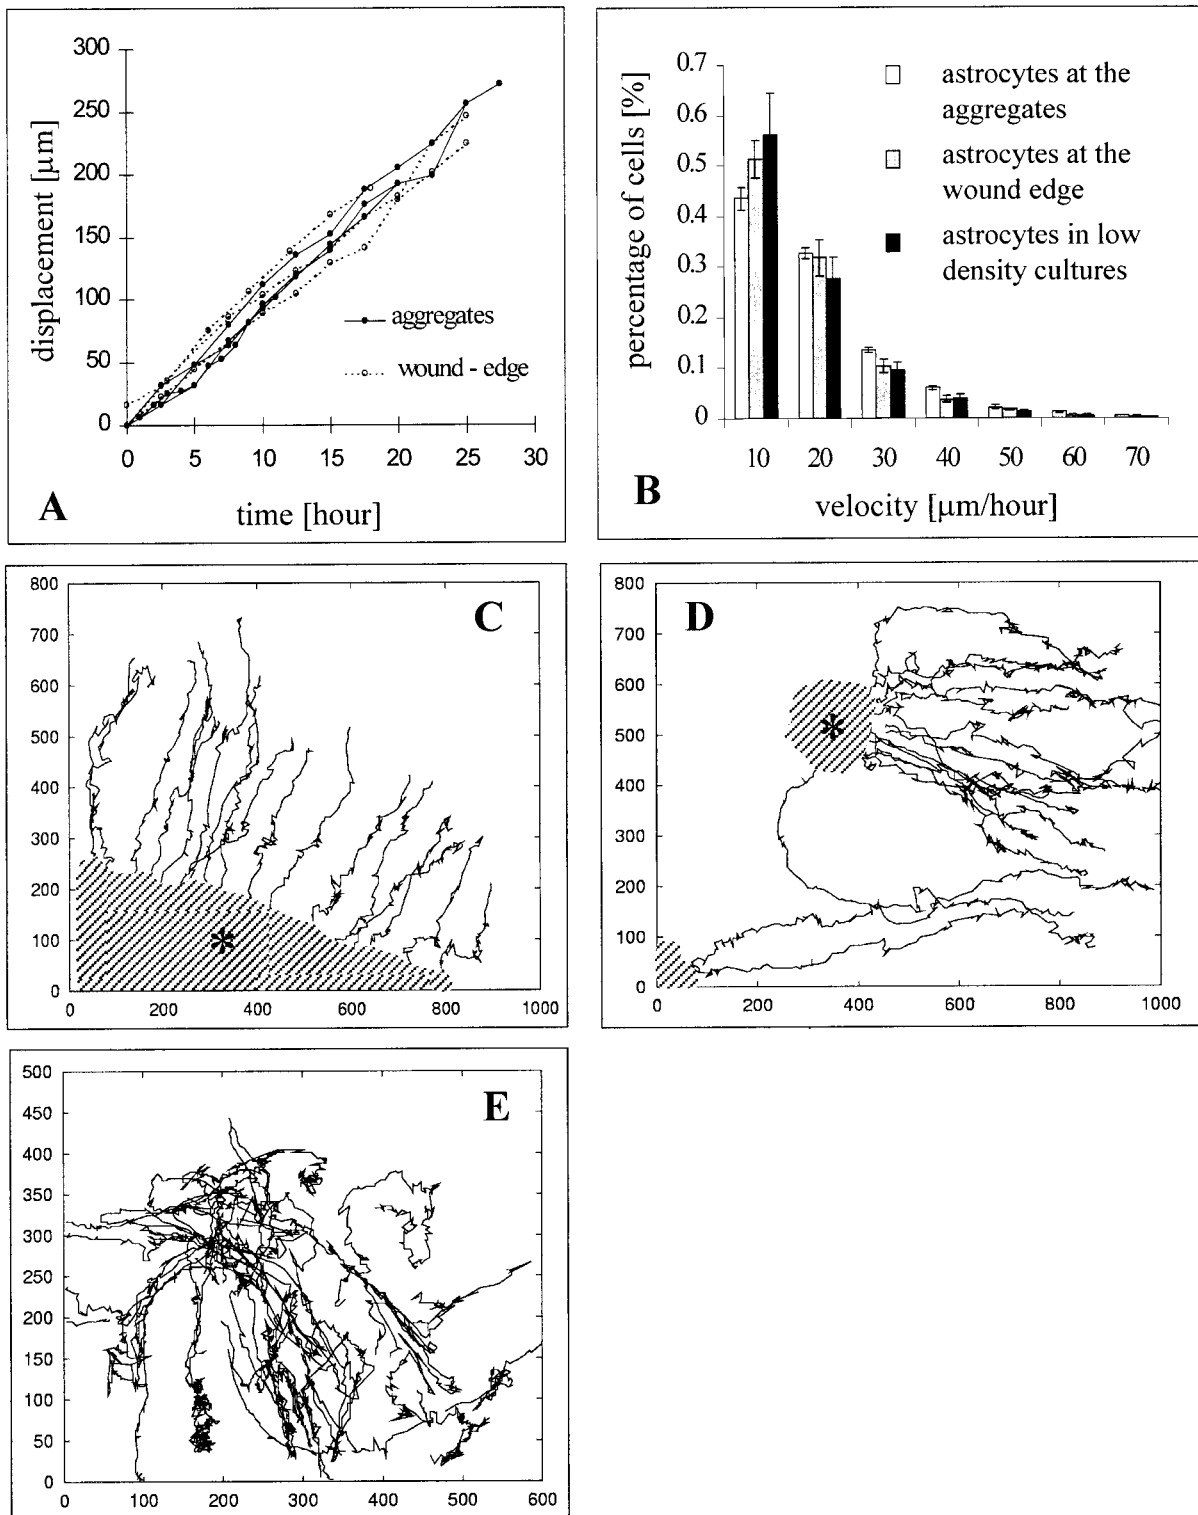 300
250
200
150
100
50
0
displacement [µm]
aggregates
wound - edge
0 5 10 15 20 25 30
A
time [hour]
0.7
0.6
0.5
0.4
0.3
0.2
0.1
0
percentage of cells [%]
astrocytes at the
aggregates
astrocytes at the
wound edge
astrocytes in low
density cultures
10 20 30 40 50 60 70
B
velocity [µm/hour]
800
700
600
500
400
300
200
100
0
C
*
0 200 400 600 800 1000
800
700
600
500
400
300
200
100
0
D
*
0 200 400 600 800 1000
500
450
400
350
300
250
200
150
100
50
0
E
0 100 200 300 400 500 600